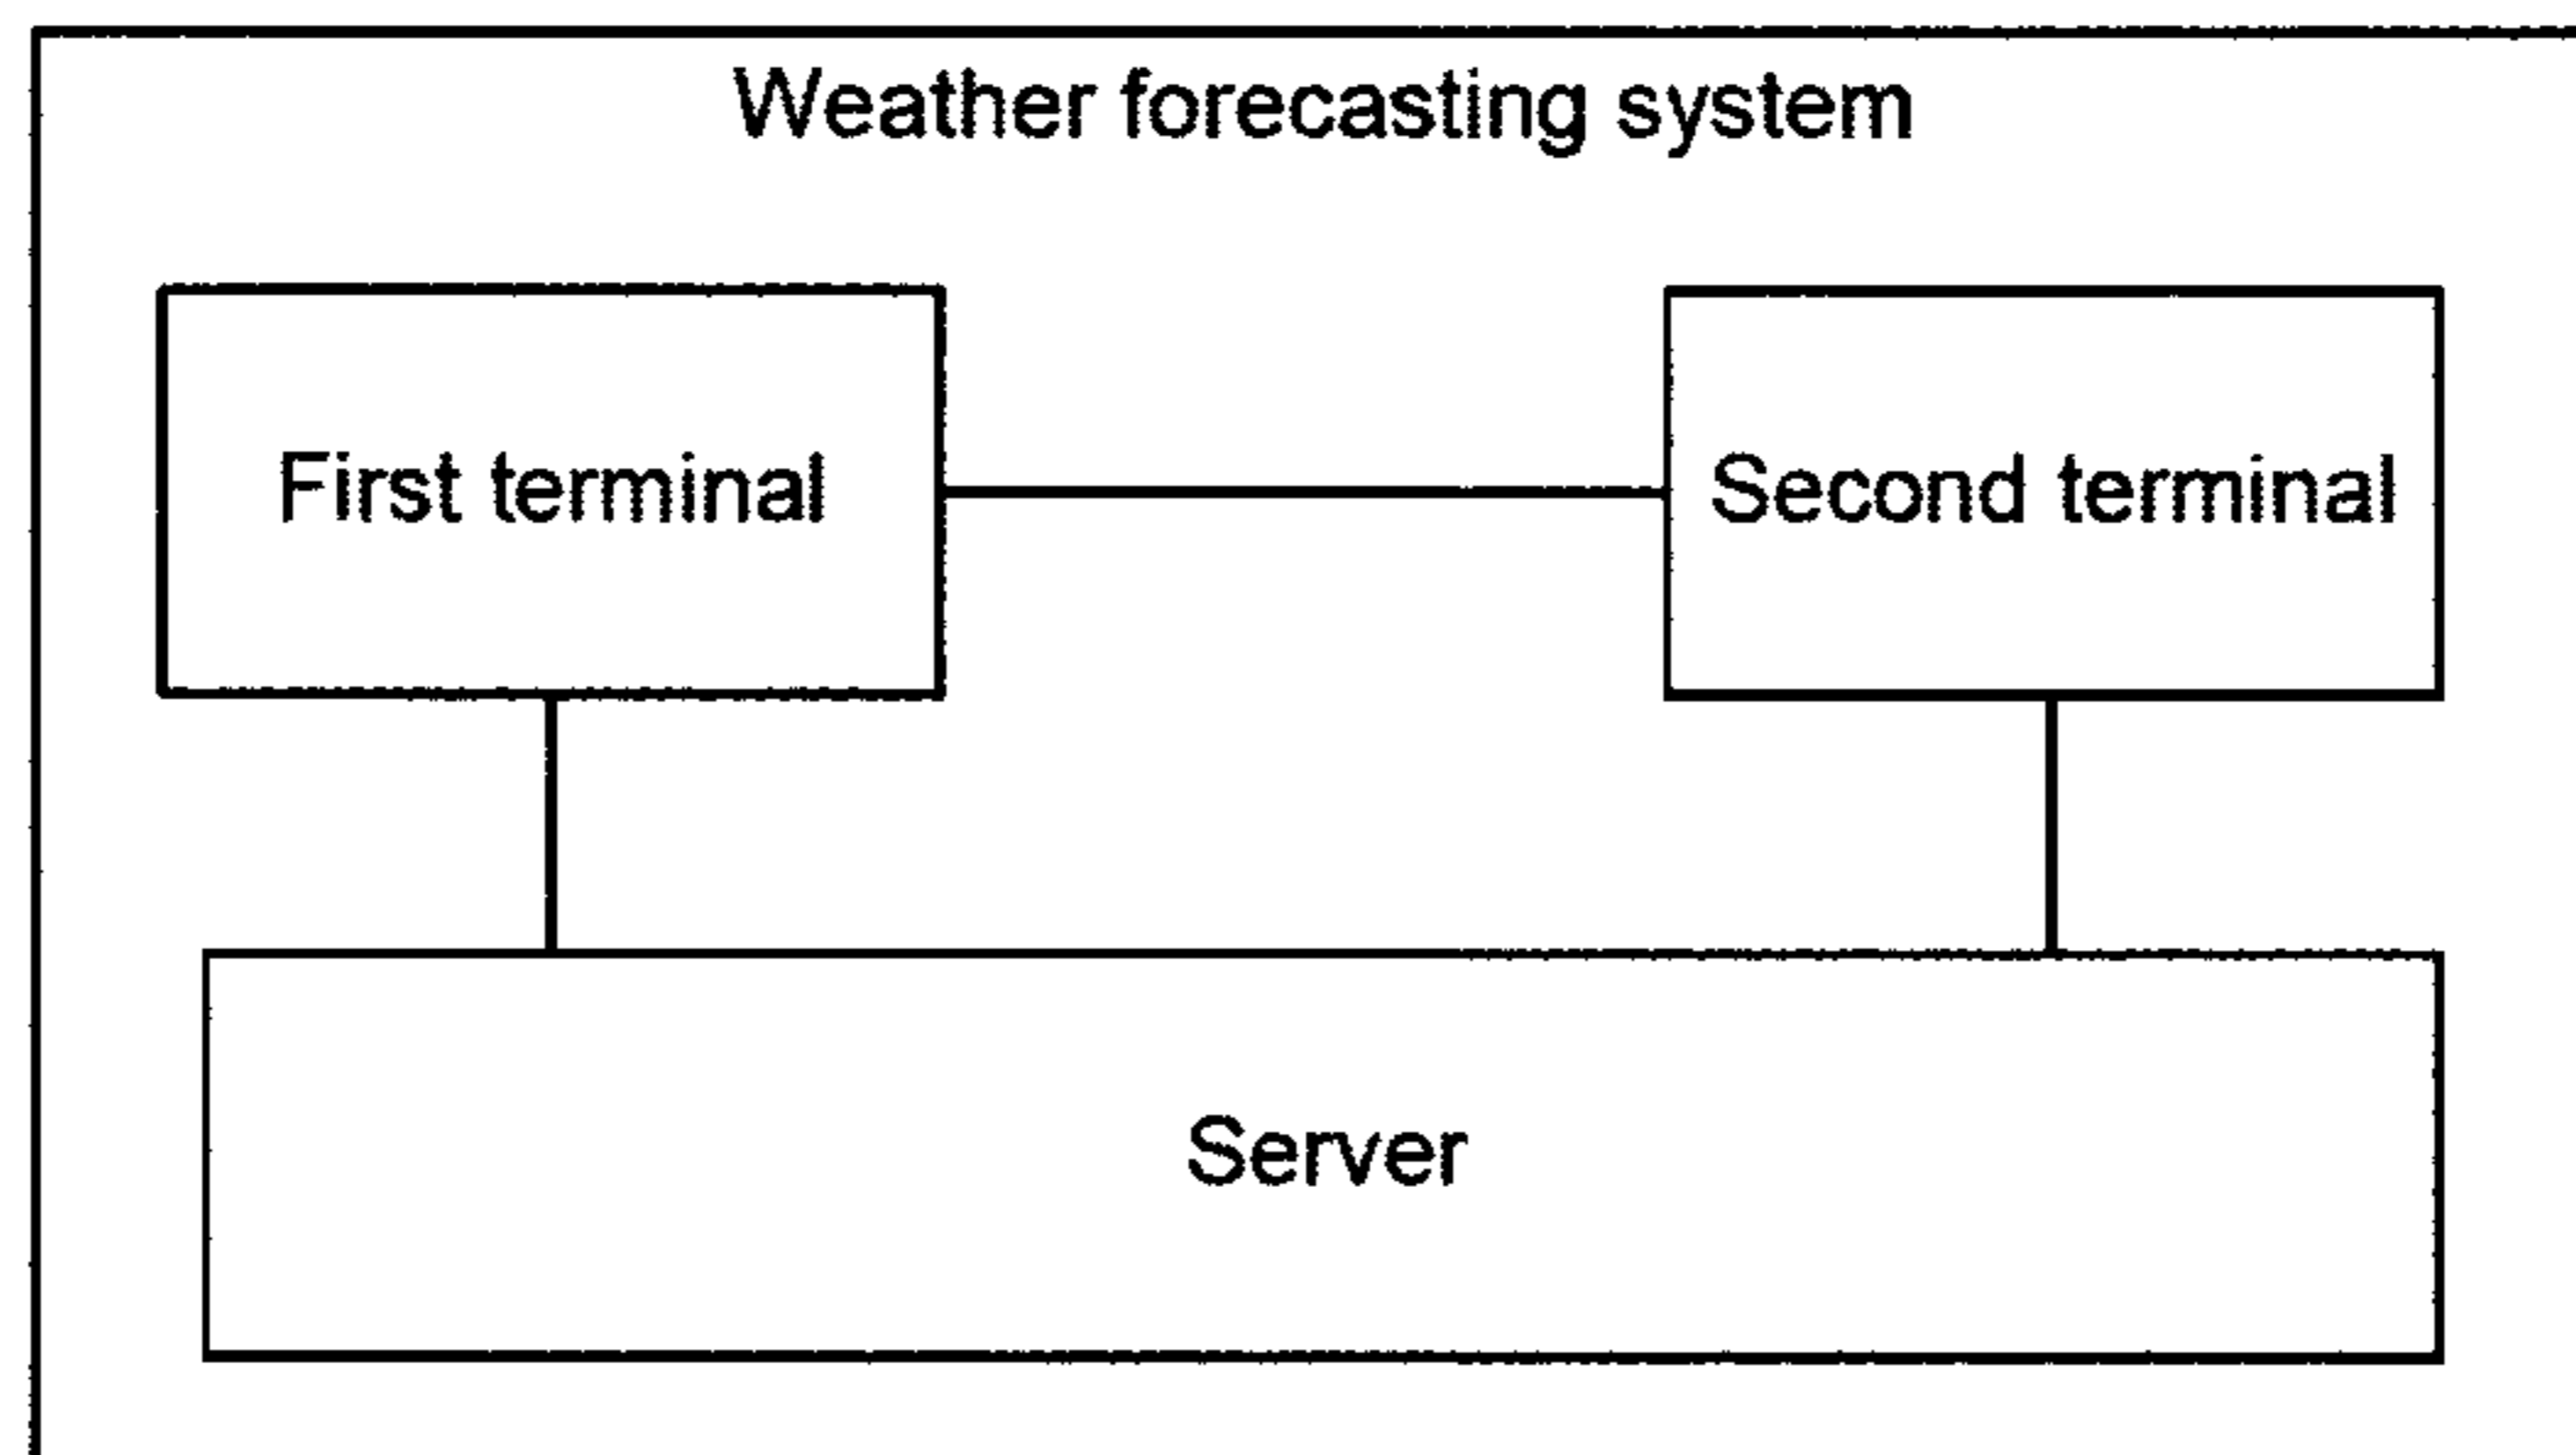 Weather forecasting system
First terminal
Second terminal
Server